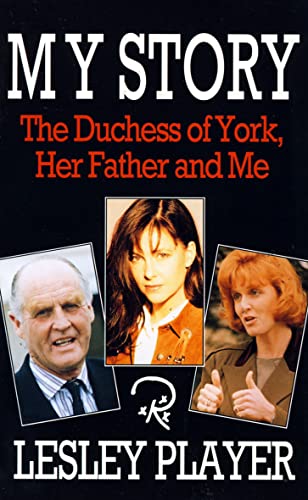 MY STORY
The Duchess of York,
Her Father and Me
LESLEY PLAYER